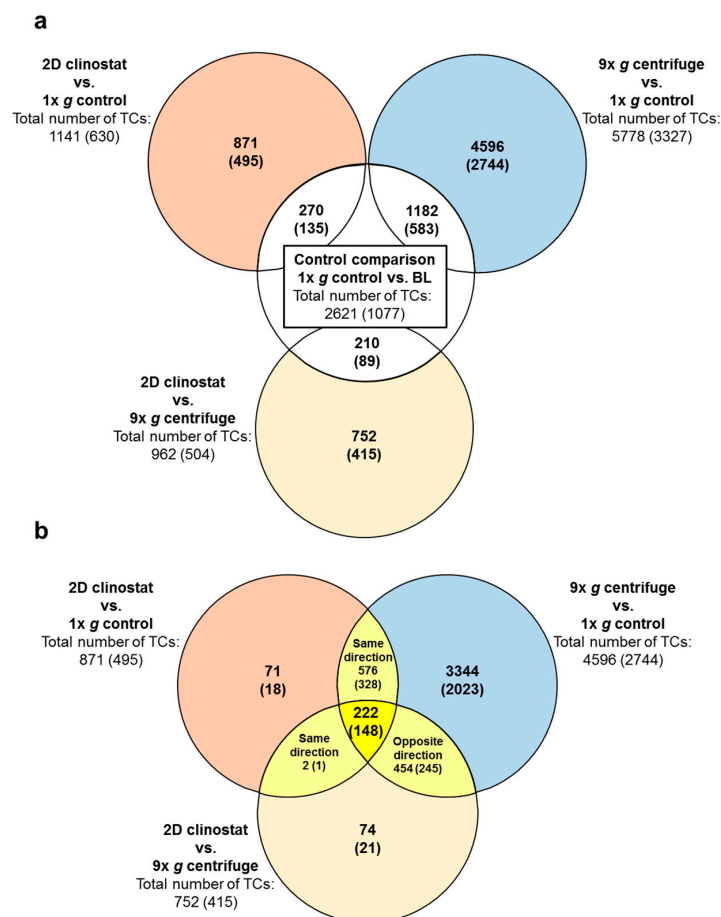 a
2D clinostat
vs.
1x g control
Total number of TCs:
1141 (630)
871
(495)
4596
(2744)
9x g centrifuge
vs.
1x g control
Total number of TCs:
5778 (3327)
270
(135)
1182
(583)
Control comparison
1x g control vs. BL
Total number of TCs:
2621 (1077)
210
(89)
2D clinostat
vs.
9x g centrifuge
Total number of TCs:
962 (504)
752
(415)
b
2D clinostat
vs.
1x g control
Total number of TCs:
871 (495)
71
(18)
Same
direction
576
(328)
3344
(2023)
9x g centrifuge
vs.
1x g control
Total number of TCs:
4596 (2744)
222
(148)
Same
direction
2 (1)
Opposite
direction
454 (245)
74
(21)
2D clinostat
vs.
9x g centrifuge
Total number of TCs:
752 (415)